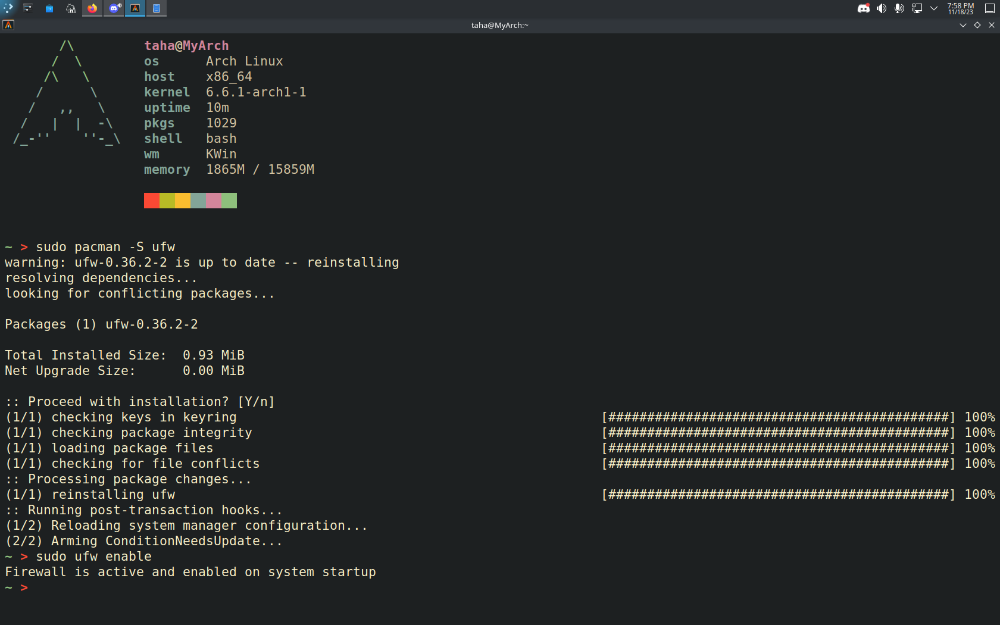 7:58 PM
11/18/23
taha@MyArch:~
/\ taha@MyArch
/  \ os Arch Linux
/\   \ host x86_64
/      \ kernel 6.6.1-arch1-1
/   ,,   \ uptime 10m
/   |  |  -\ pkgs 1029
/_-''    ''-_\ shell bash
wm KWin
memory 1865M / 15859M
~ > sudo pacman -S ufw
warning: ufw-0.36.2-2 is up to date -- reinstalling
resolving dependencies...
looking for conflicting packages...
Packages (1) ufw-0.36.2-2
Total Installed Size:  0.93 MiB
Net Upgrade Size:      0.00 MiB
:: Proceed with installation? [Y/n]
(1/1) checking keys in keyring [############################################] 100%
(1/1) checking package integrity [############################################] 100%
(1/1) loading package files [############################################] 100%
(1/1) checking for file conflicts [############################################] 100%
:: Processing package changes...
(1/1) reinstalling ufw [############################################] 100%
:: Running post-transaction hooks...
(1/2) Reloading system manager configuration...
(2/2) Arming ConditionNeedsUpdate...
~ > sudo ufw enable
Firewall is active and enabled on system startup
~ >